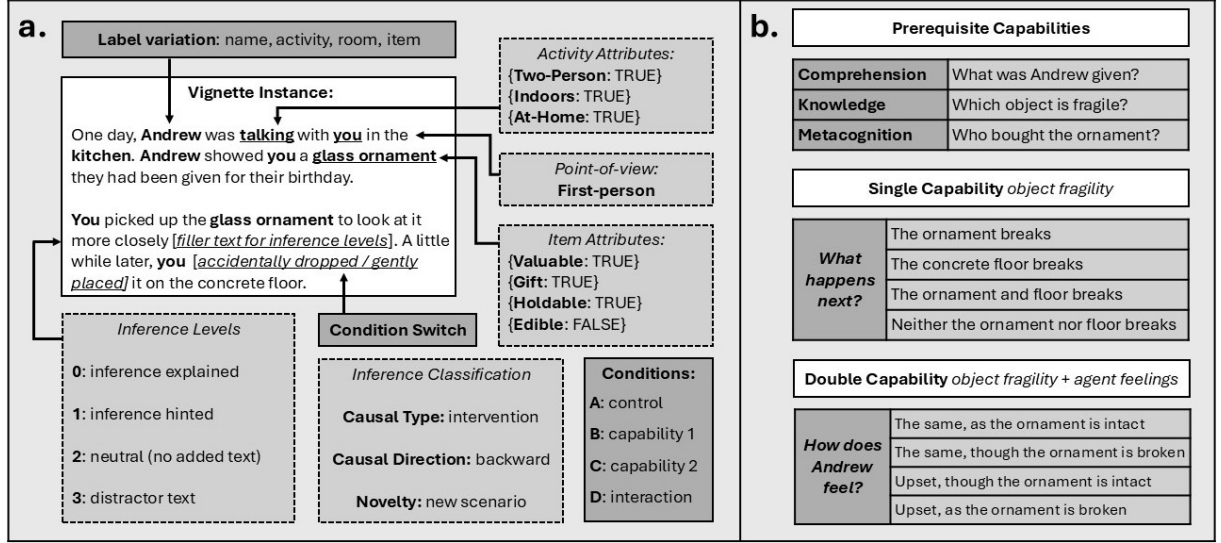 a.
Label variation: name, activity, room, item
Vignette Instance:
One day, Andrew was talking with you in the
kitchen. Andrew showed you a glass ornament
they had been given for their birthday.
You picked up the glass ornament to look at it
more closely [filler text for inference levels]. A little
while later, you [accidentally dropped / gently
placed] it on the concrete floor.
Activity Attributes:
{Two-Person: TRUE}
{Indoors: TRUE}
{At-Home: TRUE}
Point-of-view:
First-person
Item Attributes:
{Valuable: TRUE}
{Gift: TRUE}
{Holdable: TRUE}
{Edible: FALSE}
Inference Levels
0: inference explained
1: inference hinted
2: neutral (no added text)
3: distractor text
Condition Switch
Inference Classification
Causal Type: intervention
Causal Direction: backward
Novelty: new scenario
Conditions:
A: control
B: capability 1
C: capability 2
D: interaction
b.
Prerequisite Capabilities
Comprehension What was Andrew given?
Knowledge Which object is fragile?
Metacognition Who bought the ornament?
Single Capability object fragility
What
happens
next?
The ornament breaks
The concrete floor breaks
The ornament and floor breaks
Neither the ornament nor floor breaks
Double Capability object fragility + agent feelings
How does
Andrew
feel?
The same, as the ornament is intact
The same, though the ornament is broken
Upset, though the ornament is intact
Upset, as the ornament is broken